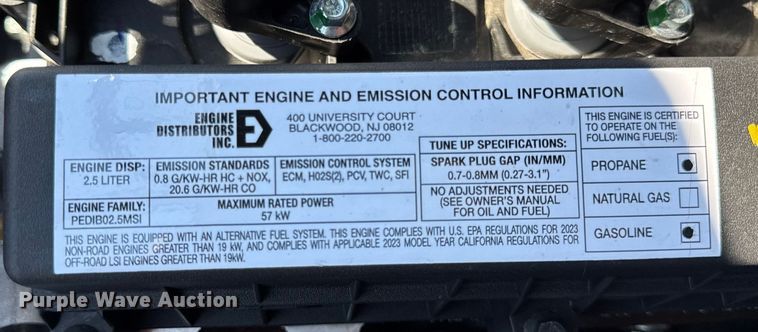 IMPORTANT ENGINE AND EMISSION CONTROL INFORMATION
ENGINE
DISTRIBUTORS
INC.
400 UNIVERSITY COURT
BLACKWOOD, NJ 08012
1-800-220-2700
ENGINE DISP:
2.5 LITER
EMISSION STANDARDS
0.8 G/KW-HR HC + NOX,
20.6 G/KW-HR CO
EMISSION CONTROL SYSTEM
ECM, H02S(2), PCV, TWC, SFI
ENGINE FAMILY:
PEDIB02.5MSI
MAXIMUM RATED POWER
57 kW
TUNE UP SPECIFICATIONS:
SPARK PLUG GAP (IN/MM)
0.7-0.8MM (0.27-3.1")
NO ADJUSTMENTS NEEDED
(SEE OWNER'S MANUAL
FOR OIL AND FUEL)
THIS ENGINE IS CERTIFIED
TO OPERATE ON THE
FOLLOWING FUEL(S):
PROPANE
NATURAL GAS
GASOLINE
THIS ENGINE IS EQUIPPED WITH AN ALTERNATIVE FUEL SYSTEM. THIS ENGINE COMPLIES WITH U.S. EPA REGULATIONS FOR 2023
NON-ROAD ENGINES GREATER THAN 19 kW, AND COMPLIES WITH APPLICABLE 2023 MODEL YEAR CALIFORNIA REGULATIONS FOR
OFF-ROAD LSI ENGINES GREATER THAN 19kW.
Purple Wave Auction